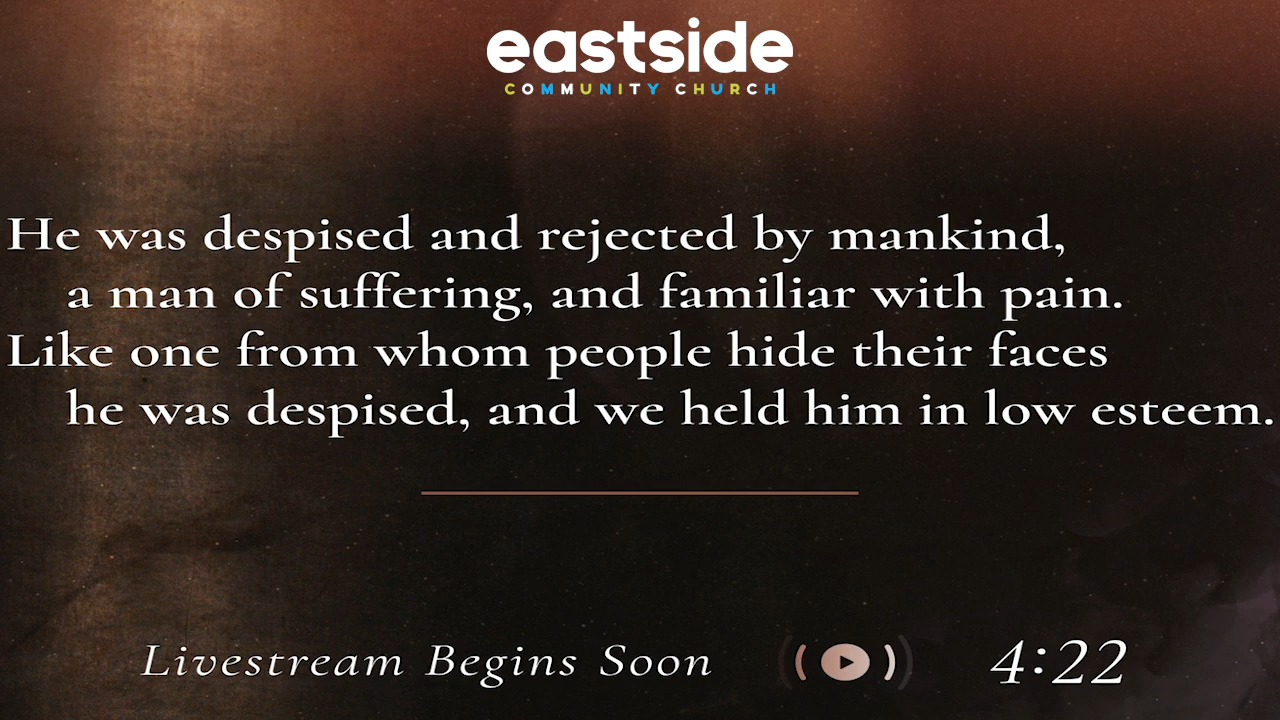 eastside
COMMUNITY CHURCH
He was despised and rejected by mankind,
a man of suffering, and familiar with pain.
Like one from whom people hide their faces
he was despised, and we held him in low esteem.
Livestream Begins Soon
4:22